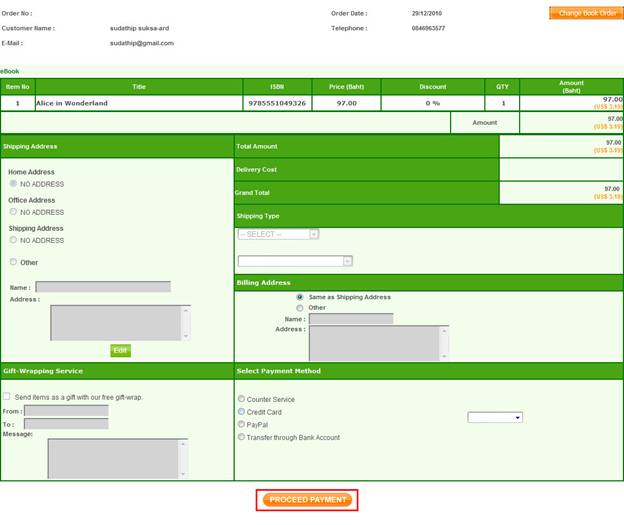 Order No :
Order Date :
29/12/2010
Change Book Order
Customer Name :
sudathip suksa-ard
Telephone :
0846963577
E-Mail :
sudathip@gmail.com
eBook
Item No
Title
ISBN
Price (Baht)
Discount
QTY
Amount
(Baht)
1
Alice in Wonderland
9785551049326
97.00
0 %
1
97.00
(US$ 3.19)
Amount
97.00
(US$ 3.19)
Shipping Address
Total Amount
97.00
(US$ 3.19)
Delivery Cost
Grand Total
97.00
(US$ 3.19)
Home Address
NO ADDRESS
Office Address
NO ADDRESS
Shipping Address
NO ADDRESS
Other
Name :
Address :
Edit
Shipping Type
-- SELECT --
Billing Address
Same as Shipping Address
Other
Name :
Address :
Gift-Wrapping Service
Send items as a gift with our free gift-wrap.
From :
To :
Message:
Select Payment Method
Counter Service
Credit Card
PayPal
Transfer through Bank Account
PROCEED PAYMENT